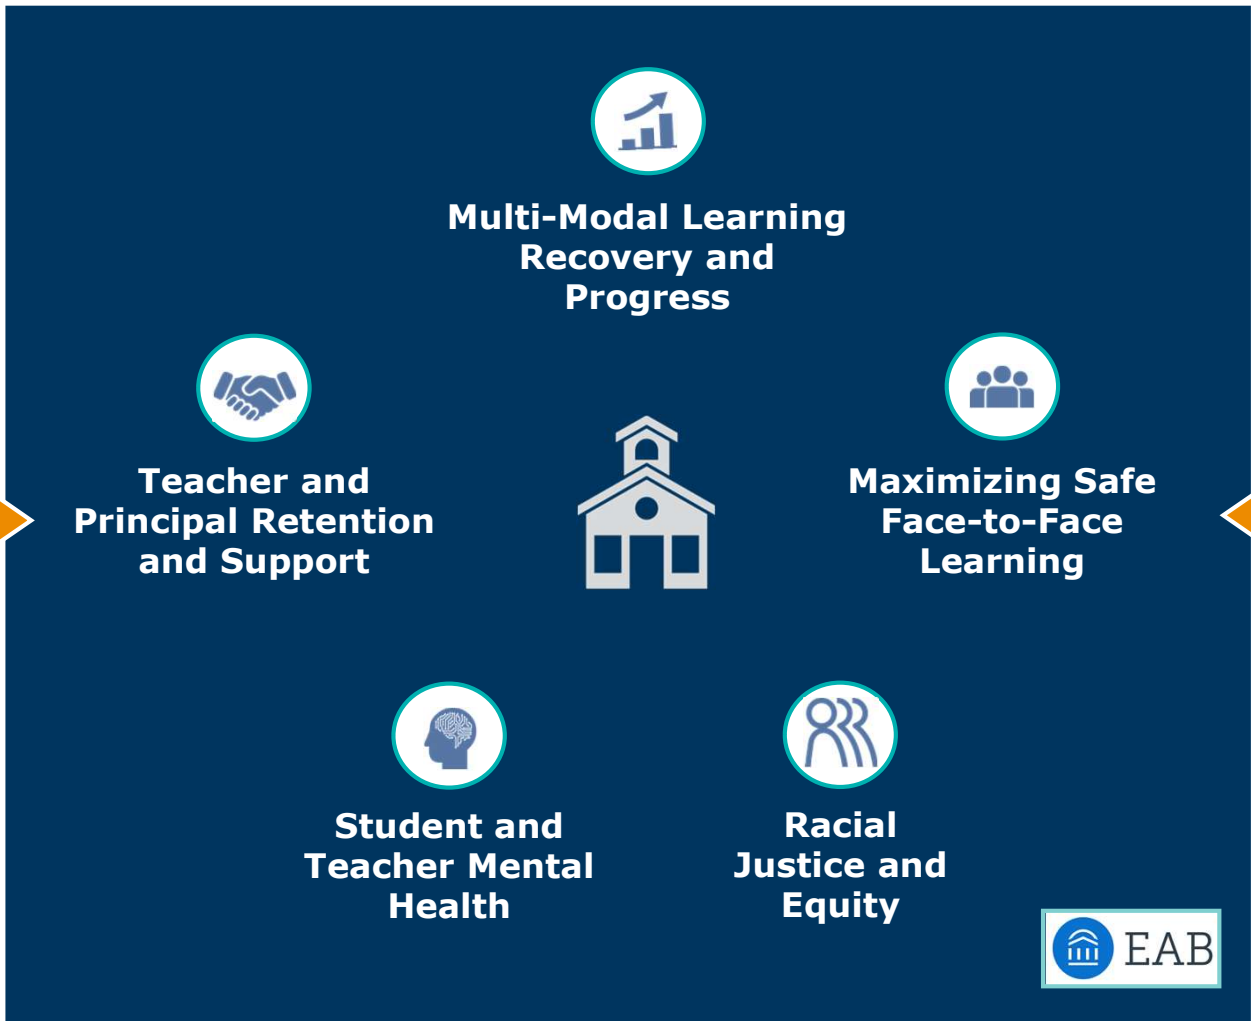 Multi-Modal Learning
Recovery and
Progress
Teacher and
Principal Retention
and Support
Maximizing Safe
Face-to-Face
Learning
Student and
Teacher Mental
Health
Racial
Justice and
Equity
EAB